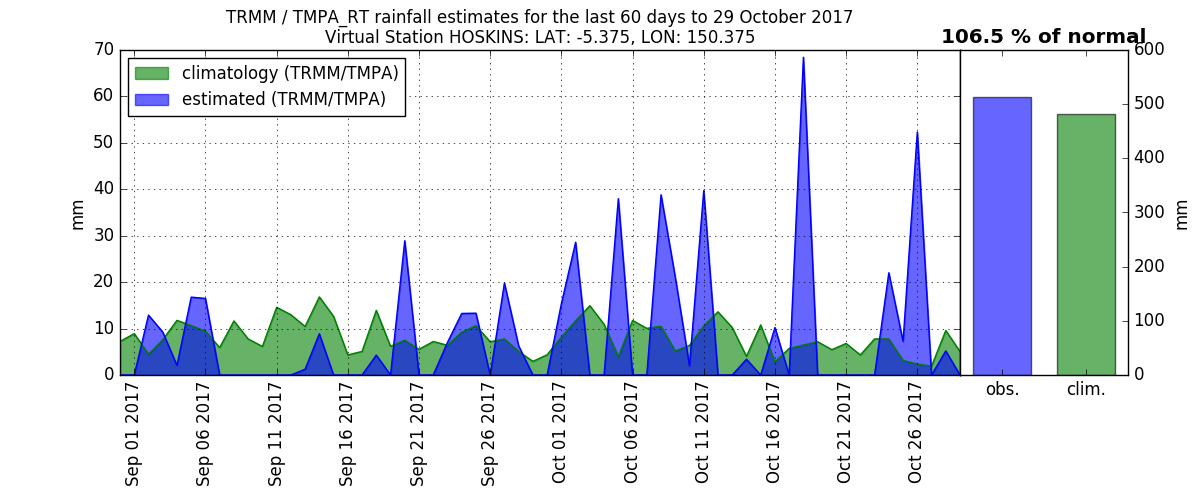 TRMM / TMPA_RT rainfall estimates for the last 60 days to 29 October 2017
Virtual Station HOSKINS: LAT: -5.375, LON: 150.375
106.5 % of normal
climatology (TRMM/TMPA)
estimated (TRMM/TMPA)
mm
70
60
50
40
30
20
10
0
Sep 01 2017
Sep 06 2017
Sep 11 2017
Sep 16 2017
Sep 21 2017
Sep 26 2017
Oct 01 2017
Oct 06 2017
Oct 11 2017
Oct 16 2017
Oct 21 2017
Oct 26 2017
obs.
clim.
600
500
400
300
200
100
0
mm